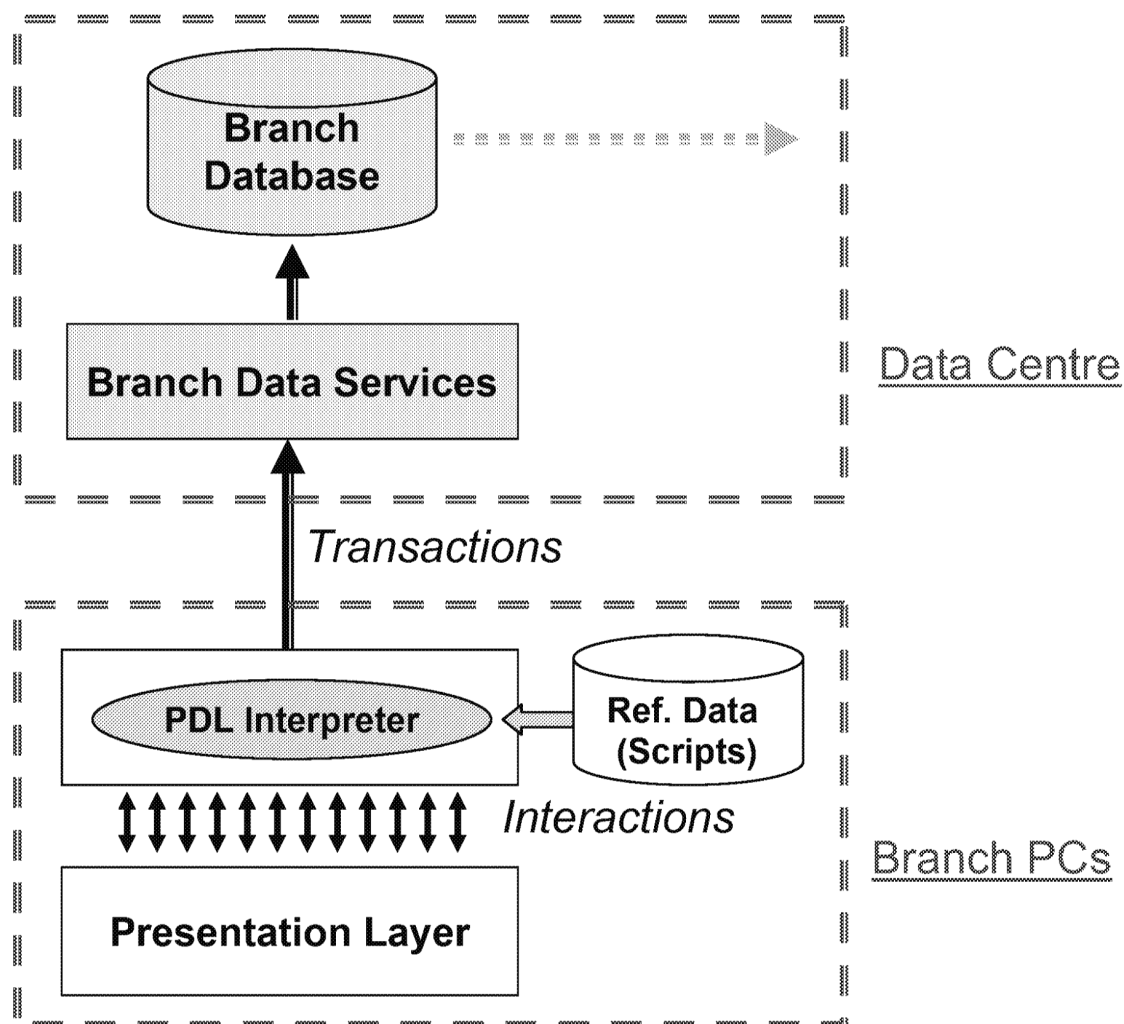 Branch
Database
Branch Data Services
Data Centre
Transactions
PDL Interpreter
Ref. Data
(Scripts)
Interactions
Branch PCs
Presentation Layer